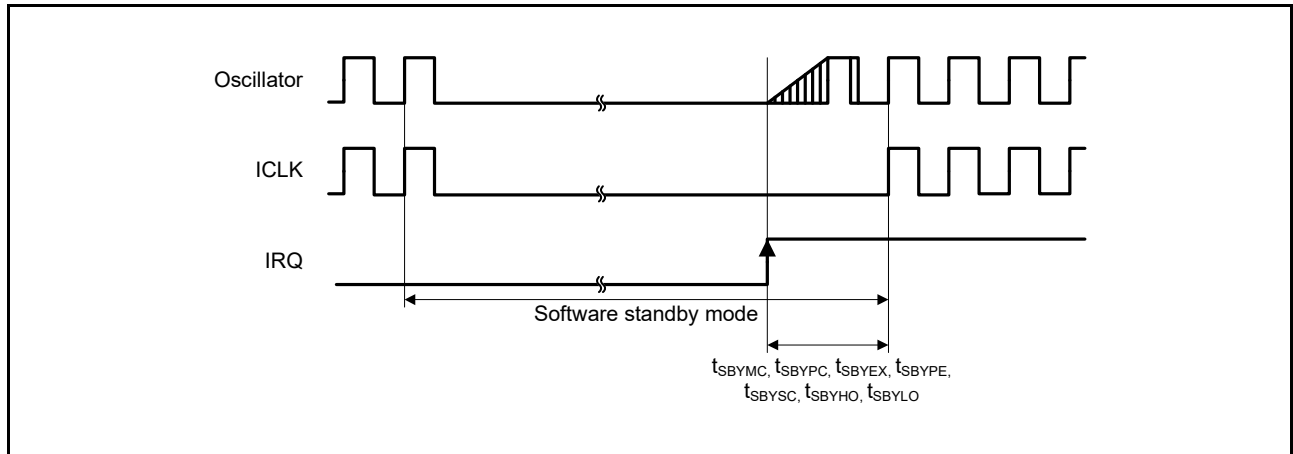 Oscillator
ICLK
IRQ
Software standby mode
tSBYMC, tSBYPC, tSBYEX, tSBYPE,
tSBYSC, tSBYHO, tSBYLO